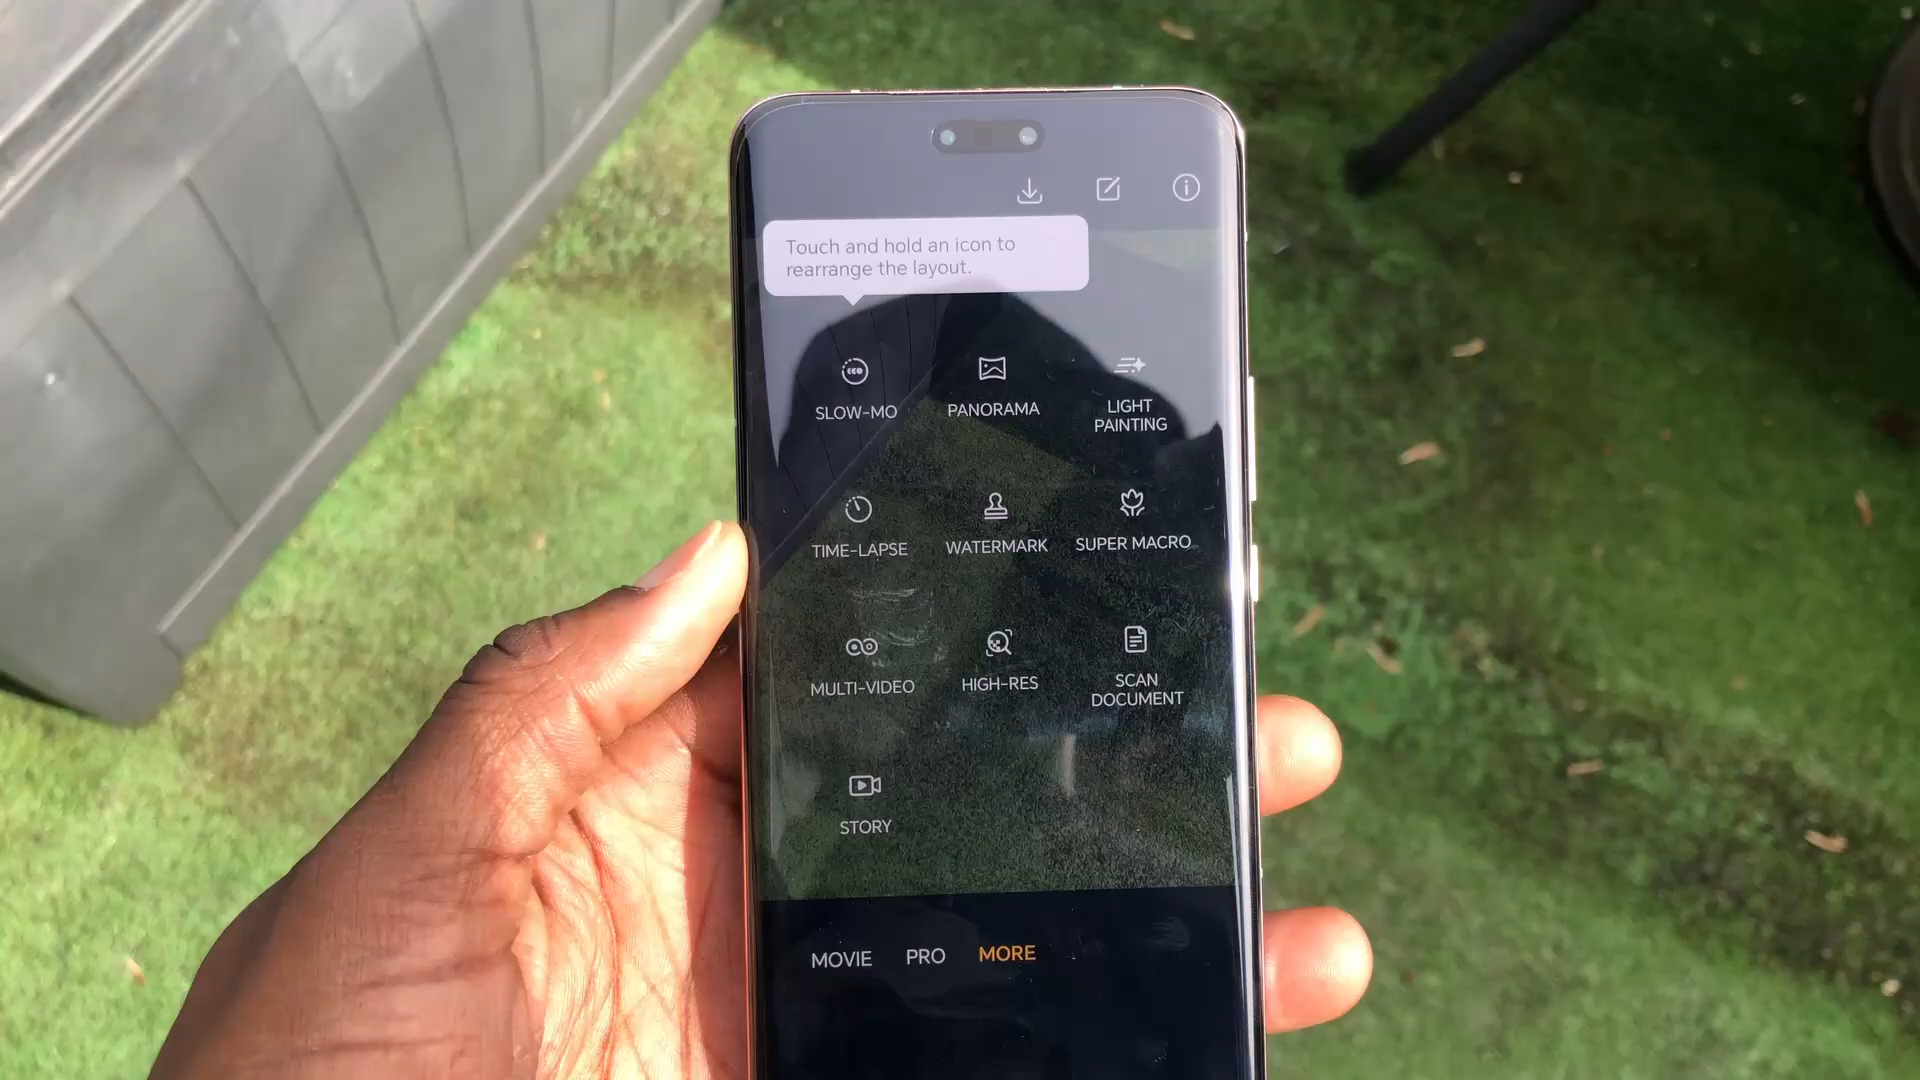 Touch and hold an icon to
rearrange the layout.
SLOW-MO
PANORAMA
LIGHT
PAINTING
TIME-LAPSE
WATERMARK
SUPER MACRO
MULTI-VIDEO
HIGH-RES
SCAN
DOCUMENT
STORY
MOVIE
PRO
MORE